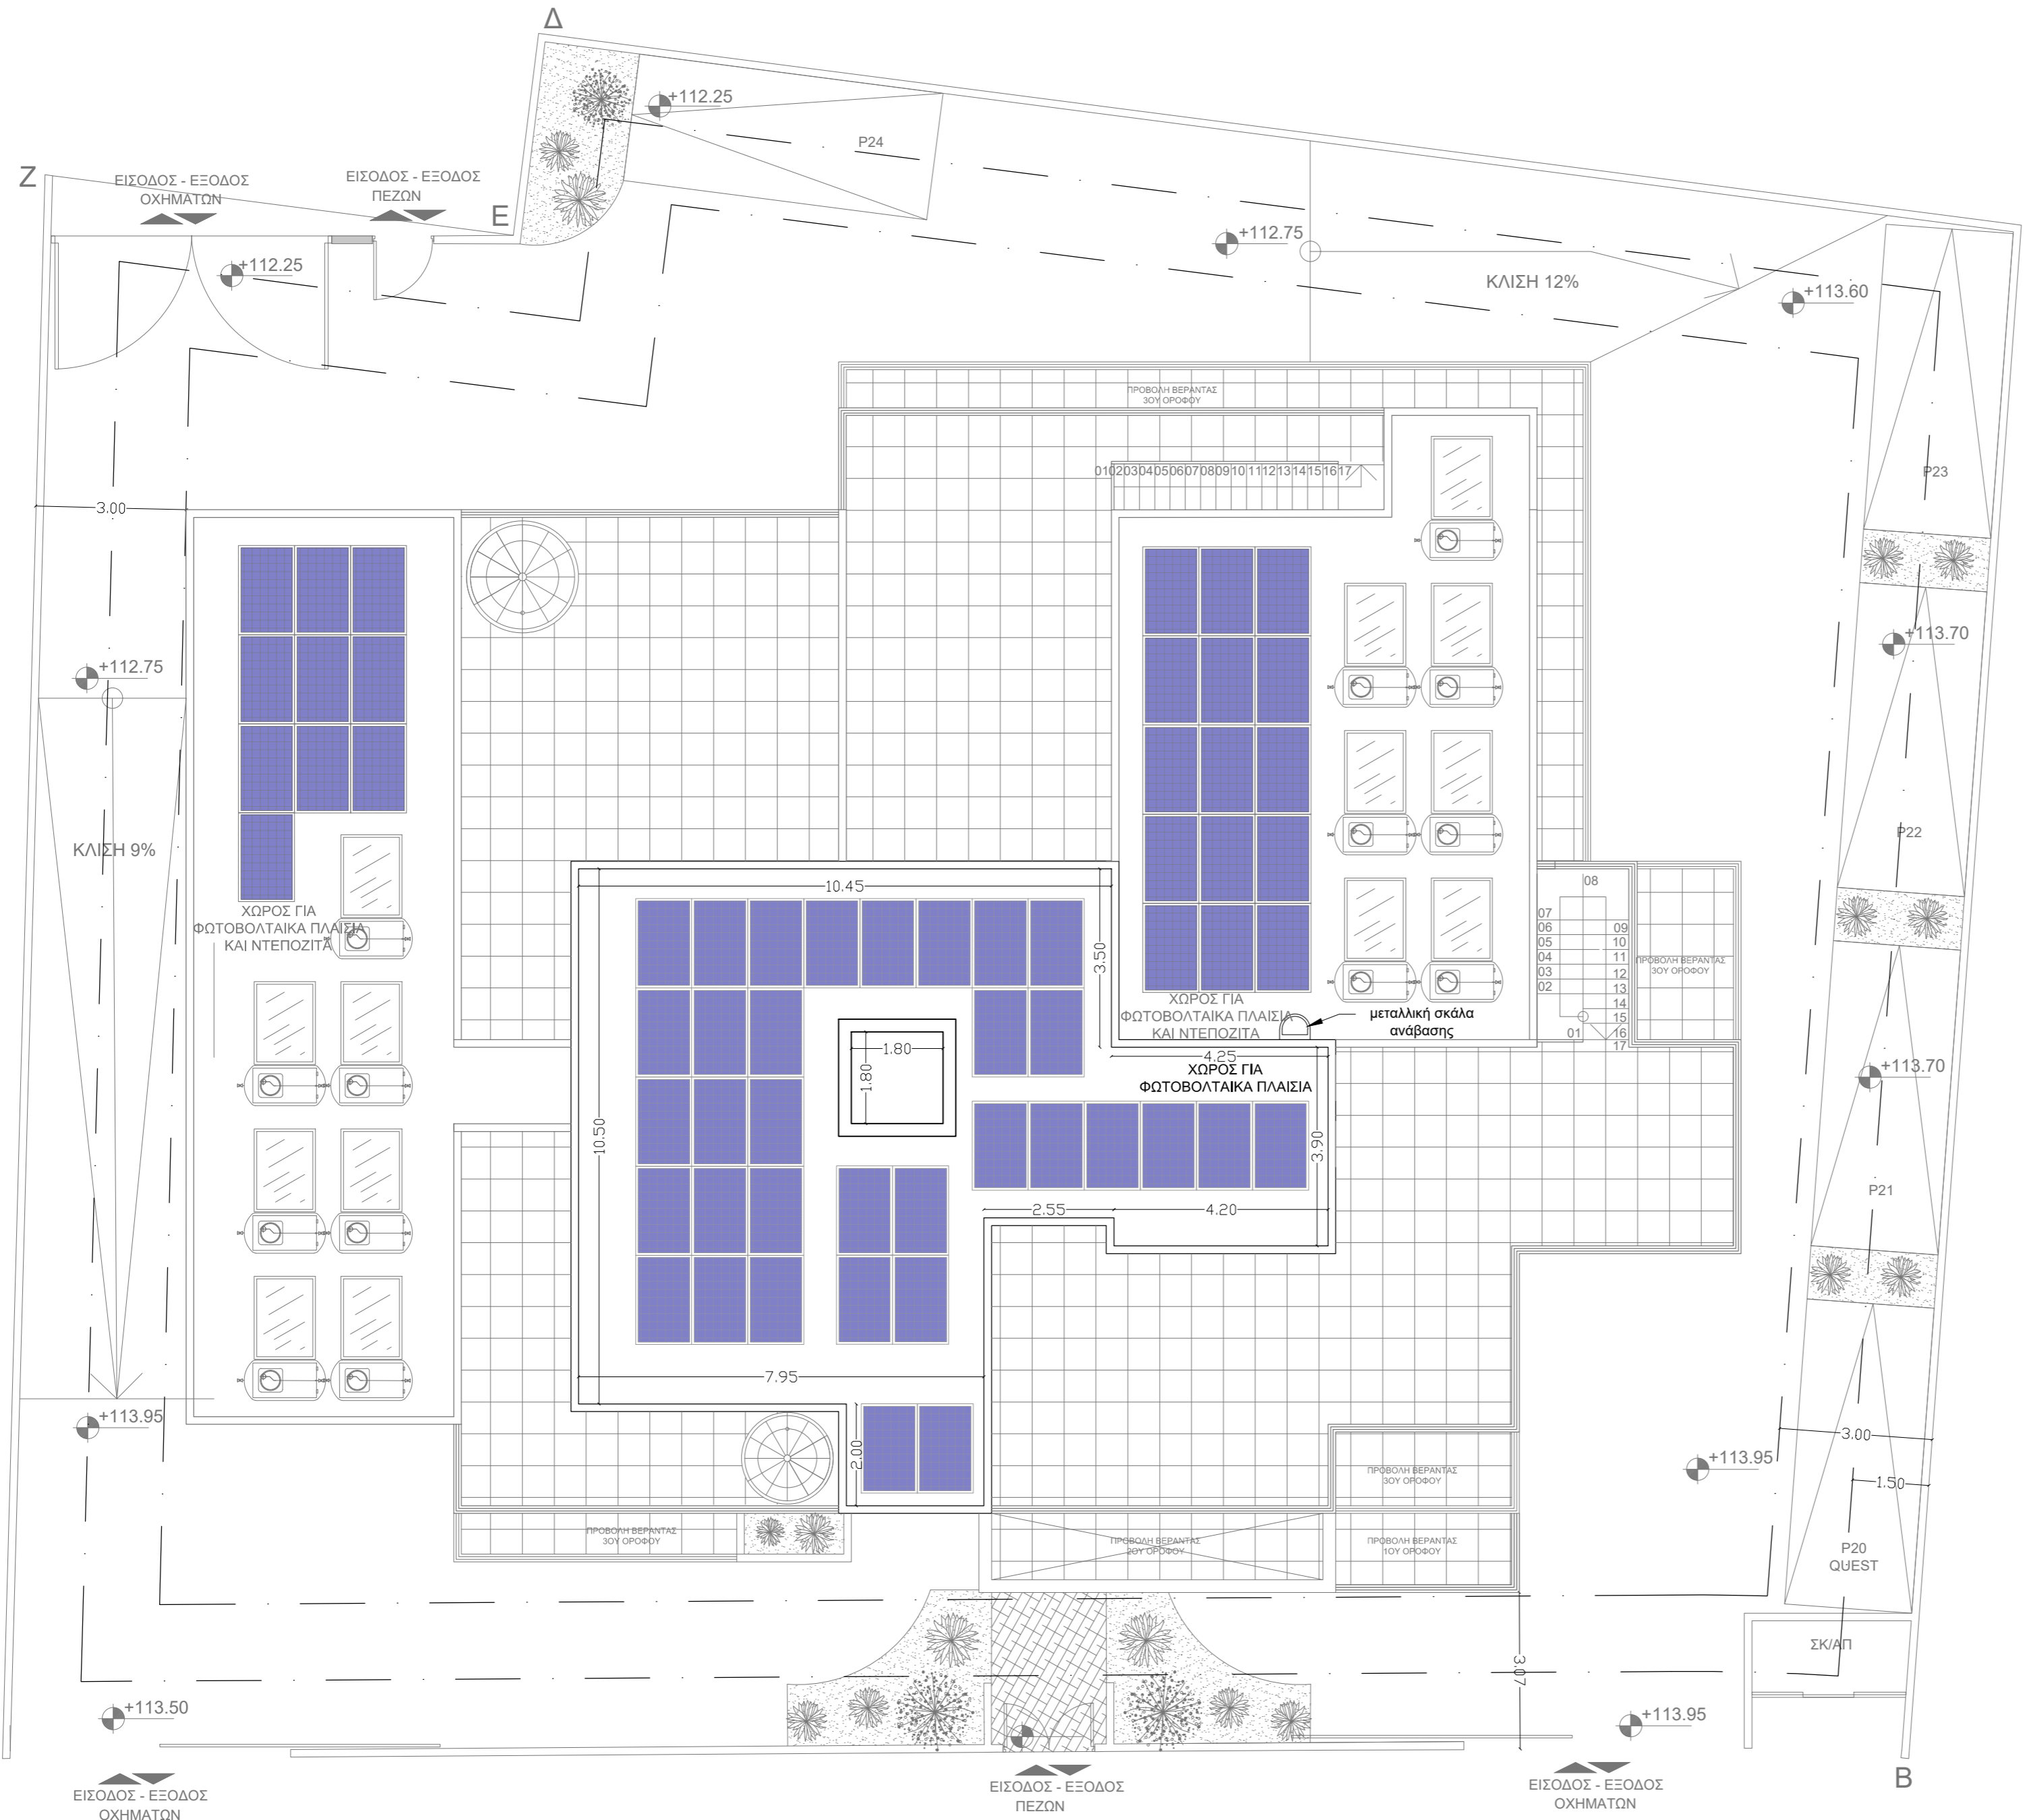 Δ
+112.25
P24
Ζ
ΕΙΣΟΔΟΣ - ΕΞΟΔΟΣ
ΟΧΗΜΑΤΩΝ
ΕΙΣΟΔΟΣ - ΕΞΟΔΟΣ
ΠΕΖΩΝ
Ε
+112.25
+112.75
ΚΛΙΣΗ 12%
+113.60
ΠΡΟΒΟΛΗ ΒΕΡΑΝΤΑΣ
3ΟΥ ΟΡΟΦΟΥ
0102030405060708091011121314151617
P23
3.00
+112.75
+113.70
ΚΛΙΣΗ 9%
P22
ΧΩΡΟΣ ΓΙΑ
ΦΩΤΟΒΟΛΤΑΙΚΑ ΠΛΑΙΣΙΑ
ΚΑΙ ΝΤΕΠΟΖΙΤΑ
10.45
3.50
08
07
06
05
04
03
02
01
09
10
11
12
13
14
15
16
17
ΠΡΟΒΟΛΗ ΒΕΡΑΝΤΑΣ
3ΟΥ ΟΡΟΦΟΥ
ΧΩΡΟΣ ΓΙΑ
ΦΩΤΟΒΟΛΤΑΙΚΑ ΠΛΑΙΣΙΑ
ΚΑΙ ΝΤΕΠΟΖΙΤΑ
μεταλλική σκάλα
ανάβασης
1.80
1.80
4.25
ΧΩΡΟΣ ΓΙΑ
ΦΩΤΟΒΟΛΤΑΙΚΑ ΠΛΑΙΣΙΑ
+113.70
10.50
3.90
P21
2.55
4.20
7.95
+113.95
2.00
3.00
+113.95
1.50
ΠΡΟΒΟΛΗ ΒΕΡΑΝΤΑΣ
3ΟΥ ΟΡΟΦΟΥ
ΠΡΟΒΟΛΗ ΒΕΡΑΝΤΑΣ
3ΟΥ ΟΡΟΦΟΥ
ΠΡΟΒΟΛΗ ΒΕΡΑΝΤΑΣ
2ΟΥ ΟΡΟΦΟΥ
ΠΡΟΒΟΛΗ ΒΕΡΑΝΤΑΣ
1ΟΥ ΟΡΟΦΟΥ
P20
QUEST
ΣΚ/ΑΠ
3.07
+113.50
+113.95
ΕΙΣΟΔΟΣ - ΕΞΟΔΟΣ
ΟΧΗΜΑΤΩΝ
ΕΙΣΟΔΟΣ - ΕΞΟΔΟΣ
ΠΕΖΩΝ
ΕΙΣΟΔΟΣ - ΕΞΟΔΟΣ
ΟΧΗΜΑΤΩΝ
Β